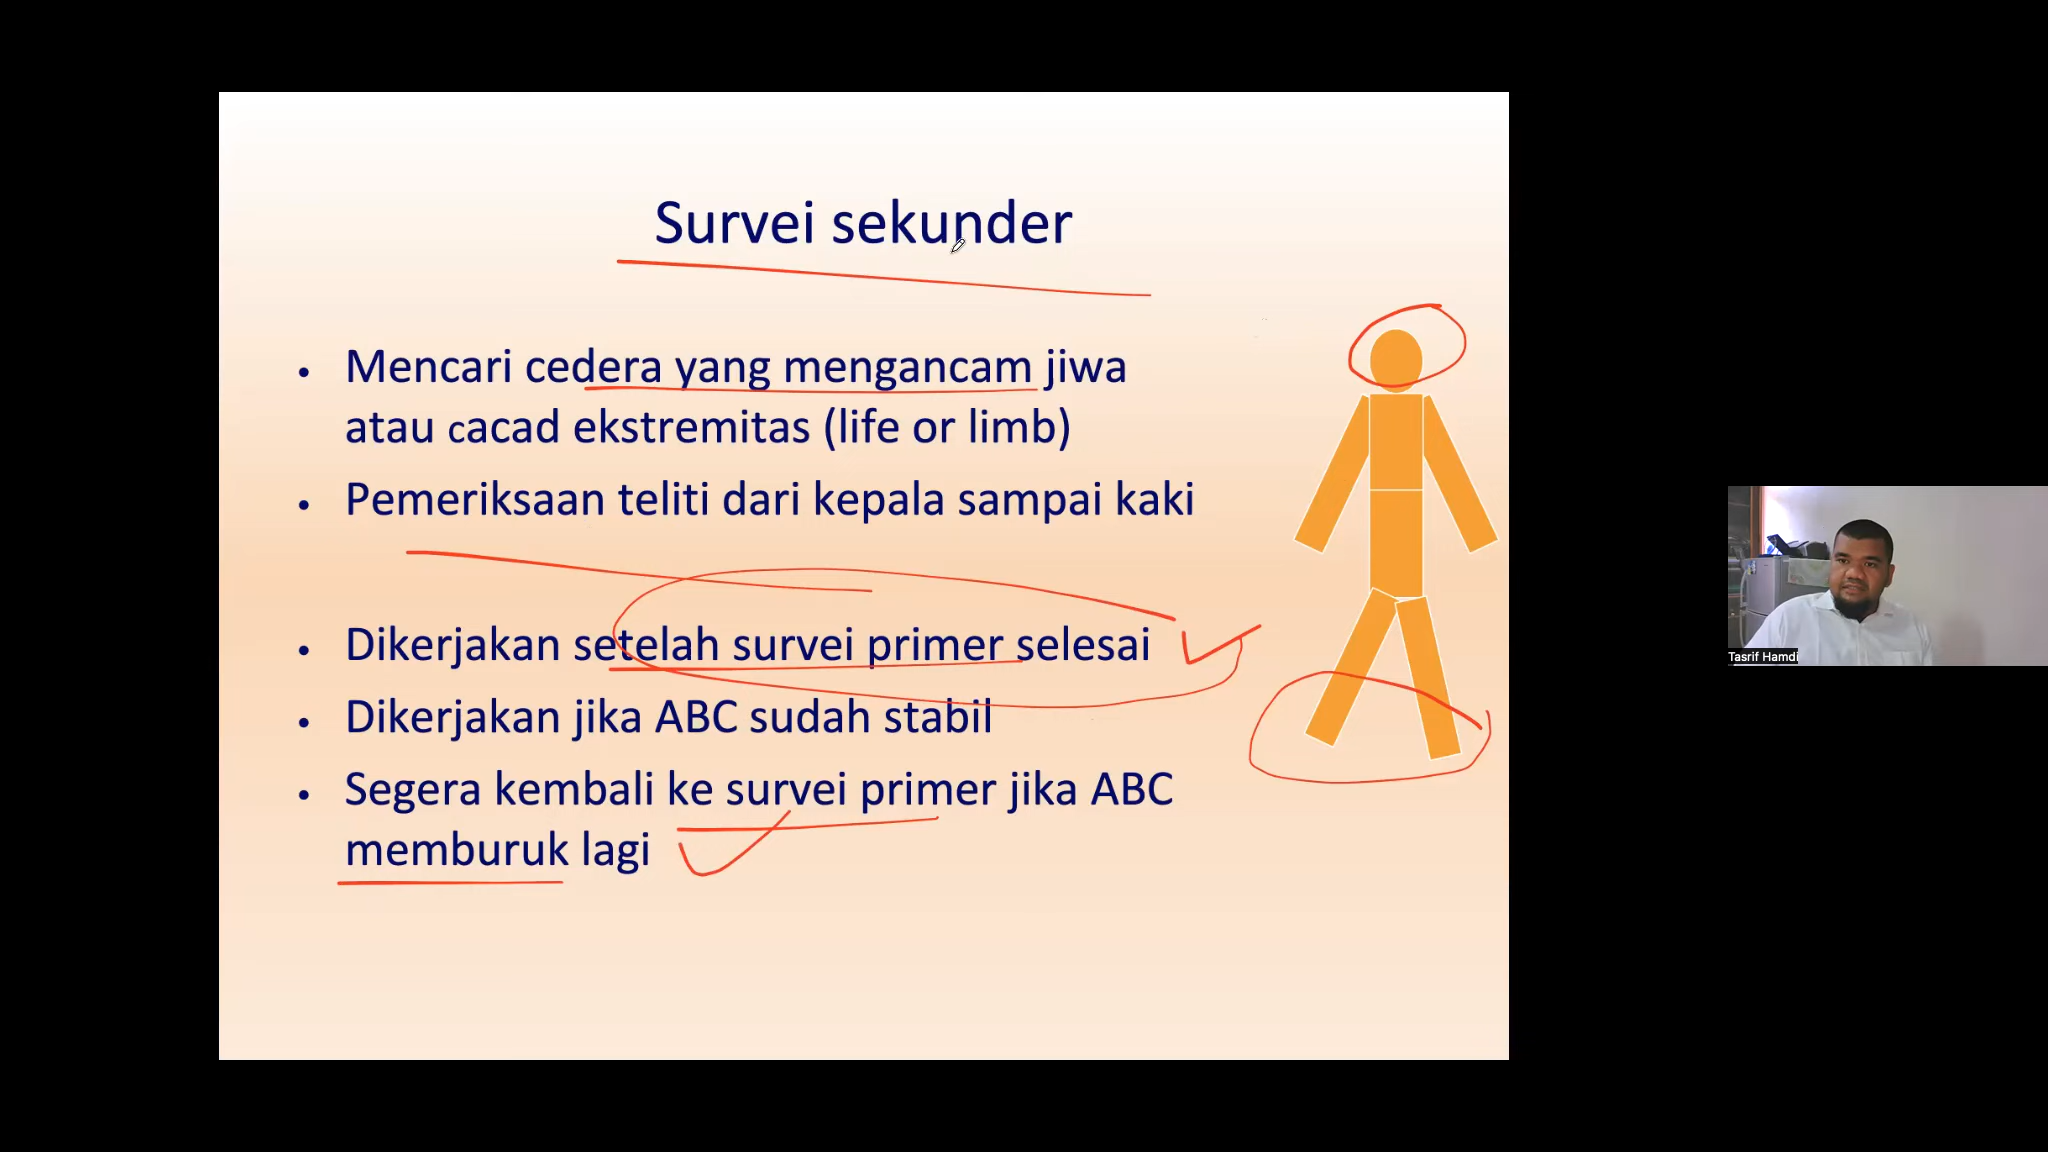 Survei sekunder
• Mencari cedera yang mengancam jiwa
atau cacad ekstremitas (life or limb)
• Pemeriksaan teliti dari kepala sampai kaki
• Dikerjakan setelah survei primer selesai
• Dikerjakan jika ABC sudah stabil
• Segera kembali ke survei primer jika ABC
memburuk lagi
Tasrif Hamdi